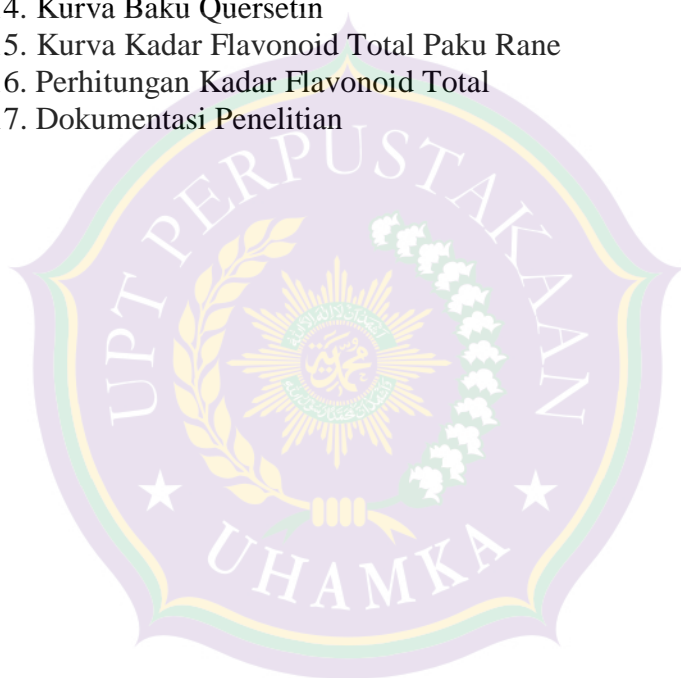 4. Kurva Baku Quersetin
5. Kurva Kadar Flavonoid Total Paku Rane
6. Perhitungan Kadar Flavonoid Total
7. Dokumentasi Penelitian
UPT PERPUSTAKAAN
UHAMKA